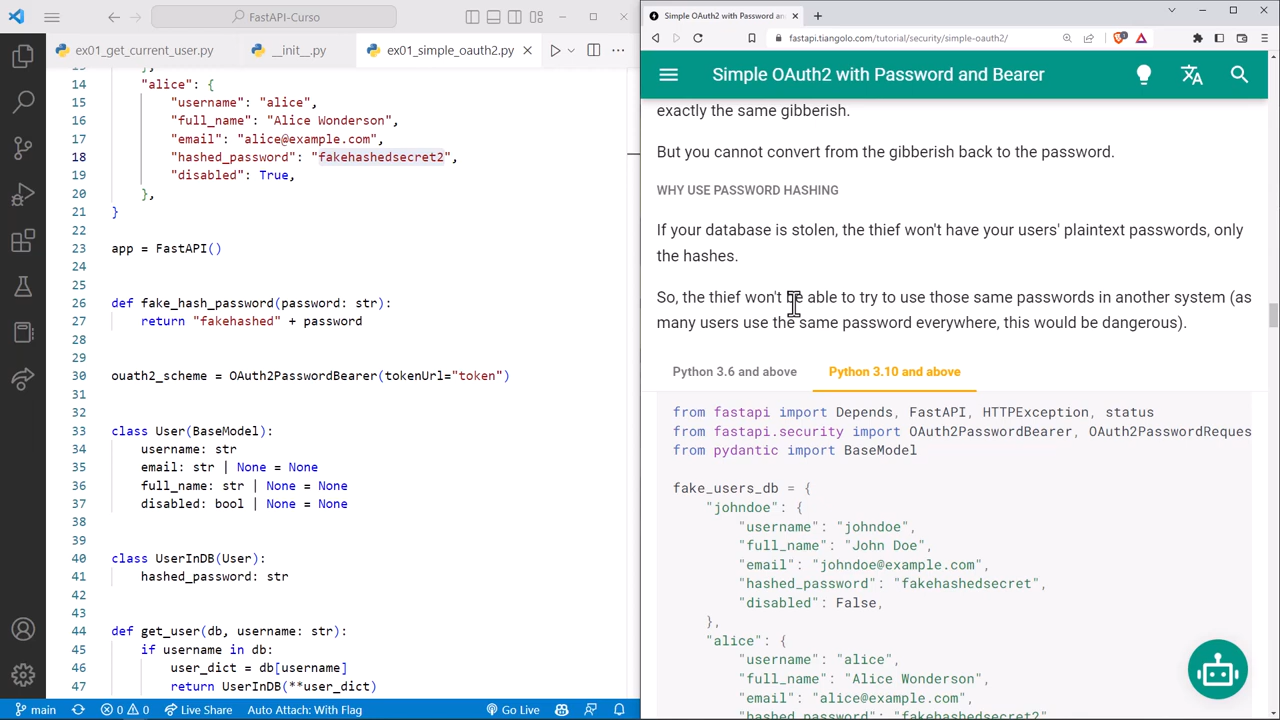 FastAPI-Curso
ex01_get_current_user.py
__init__.py
ex01_simple_oauth2.py
14 "alice": {
15 "username": "alice",
16 "full_name": "Alice Wonderson",
17 "email": "alice@example.com",
18 "hashed_password": "fakehashedsecret2",
19 "disabled": True,
20 },
21 }
22
23 app = FastAPI()
24
25
26 def fake_hash_password(password: str):
27 return "fakehashed" + password
28
29
30 ouath2_scheme = OAuth2PasswordBearer(tokenUrl="token")
31
32
33 class User(BaseModel):
34 username: str
35 email: str | None = None
36 full_name: str | None = None
37 disabled: bool | None = None
38
39
40 class UserInDB(User):
41 hashed_password: str
42
43
44 def get_user(db, username: str):
45 if username in db:
46 user_dict = db[username]
47 return UserInDB(**user_dict)
main
0 0
Live Share
Auto Attach: With Flag
Go Live
Simple OAuth2 with Password an
fastapi.tiangolo.com/tutorial/security/simple-oauth2/
Simple OAuth2 with Password and Bearer
exactly the same gibberish.
But you cannot convert from the gibberish back to the password.
WHY USE PASSWORD HASHING
If your database is stolen, the thief won't have your users' plaintext passwords, only
the hashes.
So, the thief won't be able to try to use those same passwords in another system (as
many users use the same password everywhere, this would be dangerous).
Python 3.6 and above
Python 3.10 and above
from fastapi import Depends, FastAPI, HTTPException, status
from fastapi.security import OAuth2PasswordBearer, OAuth2PasswordReques
from pydantic import BaseModel
fake_users_db = {
"johndoe": {
"username": "johndoe",
"full_name": "John Doe",
"email": "johndoe@example.com",
"hashed_password": "fakehashedsecret",
"disabled": False,
},
"alice": {
"username": "alice",
"full_name": "Alice Wonderson",
"email": "alice@example.com",
"hashed_password": "fakehashedsecret2"